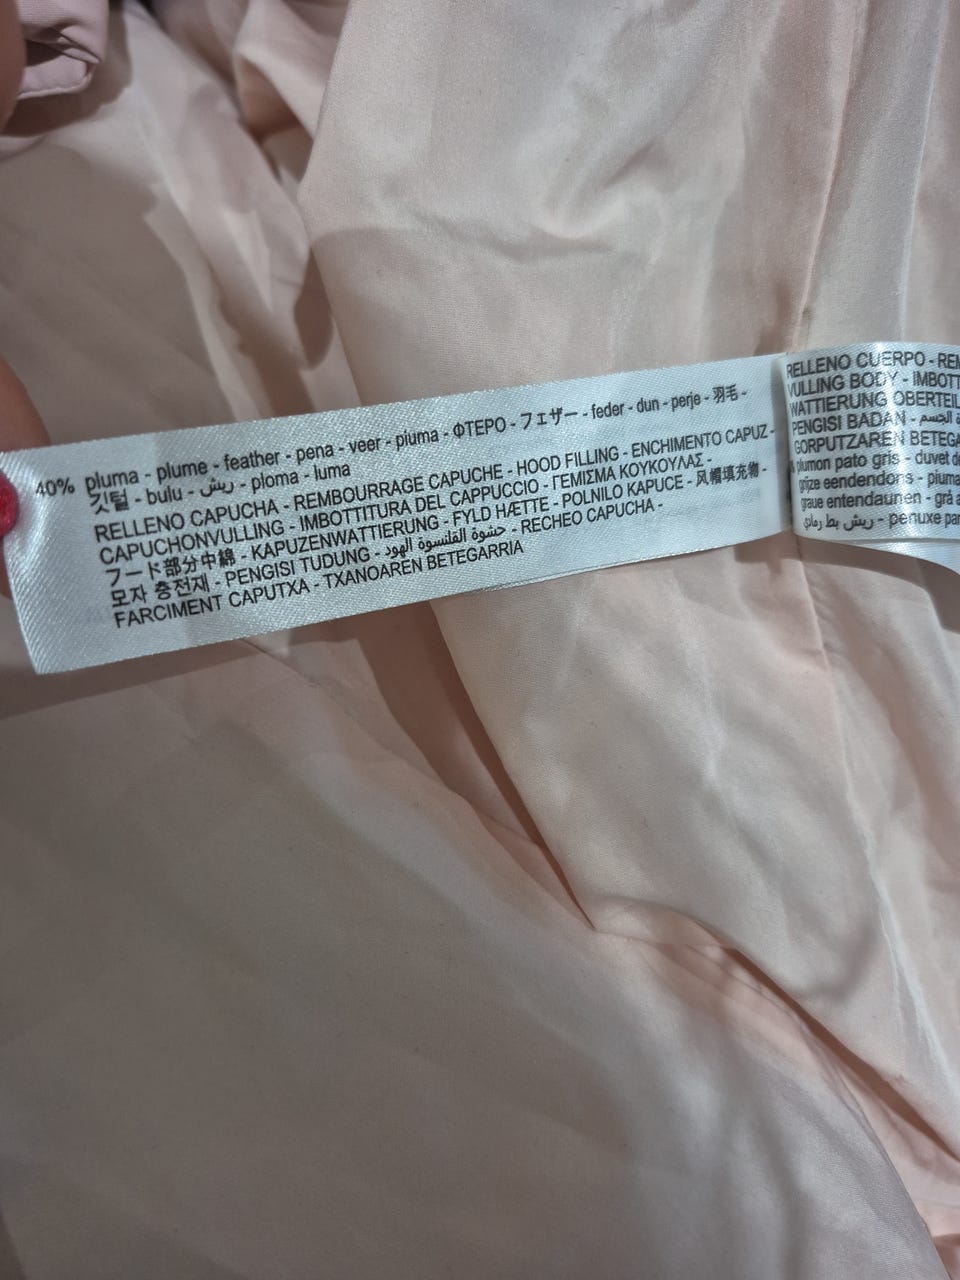 40% pluma - plume - feather - pena - veer - piuma - ΦΤΕΡΟ - フェザー - feder - dun - perje - 羽毛 -
깃털 - bulu - ريش - ploma - luma
RELLENO CAPUCHA - REMBOURRAGE CAPUCHE - HOOD FILLING - ENCHIMENTO CAPUZ -
CAPUCHONVULLING - IMBOTTITURA DEL CAPPUCCIO - ΓΕΜΙΣΜΑ ΚΟΥΚΟΥΛΑΣ -
フード部分中綿 - KAPUZENWATTIERUNG - FYLD HÆTTE - POLNILO KAPUCE - 风帽填充物 -
모자 충전재 - PENGISI TUDUNG - حشوة القلنسوة الهود - RECHEO CAPUCHA -
FARCIMENT CAPUTXA - TXANOAREN BETEGARRIA
RELLENO CUERPO - REM
VULLING BODY - IMBOTT
WATTIERUNG OBERTEIL
PENGISI BADAN - الجسم
GORPUTZAREN BETEGA
plumon pato gris - duvet d
grijze eendendons - piuma
graue entendaunen - grå a
ريش بط رمادي - penuxe par